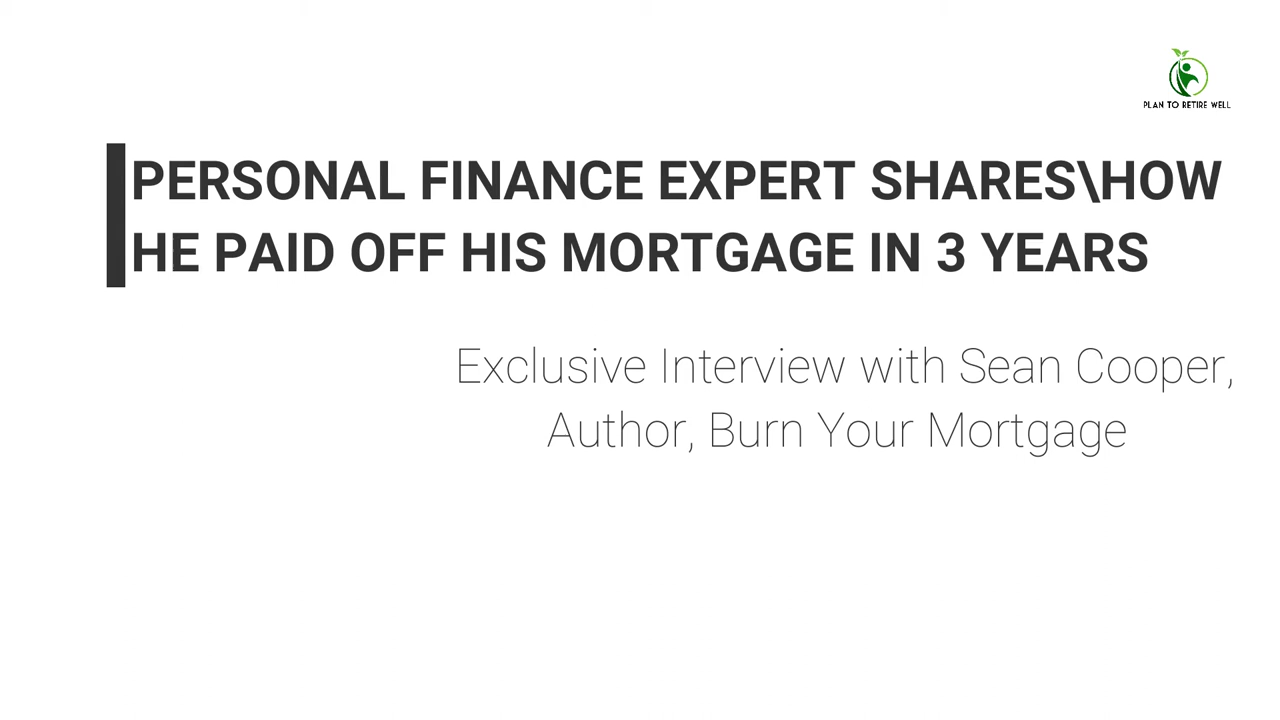 PLAN TO RETIRE WELL
PERSONAL FINANCE EXPERT SHARES\HOW
HE PAID OFF HIS MORTGAGE IN 3 YEARS
Exclusive Interview with Sean Cooper,
Author, Burn Your Mortgage